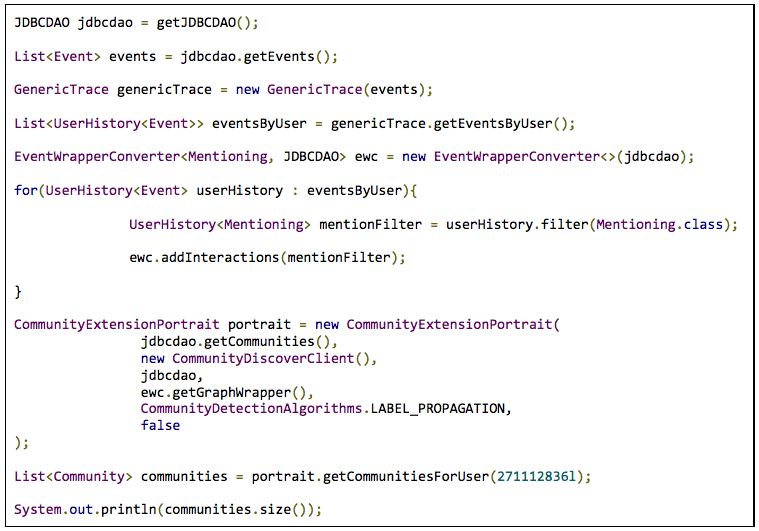 JDBCDAO jdbcdao = getJDBCDAO();
List<Event> events = jdbcdao.getEvents();
GenericTrace genericTrace = new GenericTrace(events);
List<UserHistory<Event>> eventsByUser = genericTrace.getEventsByUser();
EventWrapperConverter<Mentioning, JDBCDAO> ewc = new EventWrapperConverter<>(jdbcdao);
for(UserHistory<Event> userHistory : eventsByUser){
UserHistory<Mentioning> mentionFilter = userHistory.filter(Mentioning.class);
ewc.addInteractions(mentionFilter);
}
CommunityExtensionPortrait portrait = new CommunityExtensionPortrait(
jdbcdao.getCommunities(),
new CommunityDiscoverClient(),
jdbcdao,
ewc.getGraphWrapper(),
CommunityDetectionAlgorithms.LABEL_PROPAGATION,
false
);
List<Community> communities = portrait.getCommunitiesForUser(271112836l);
System.out.println(communities.size());